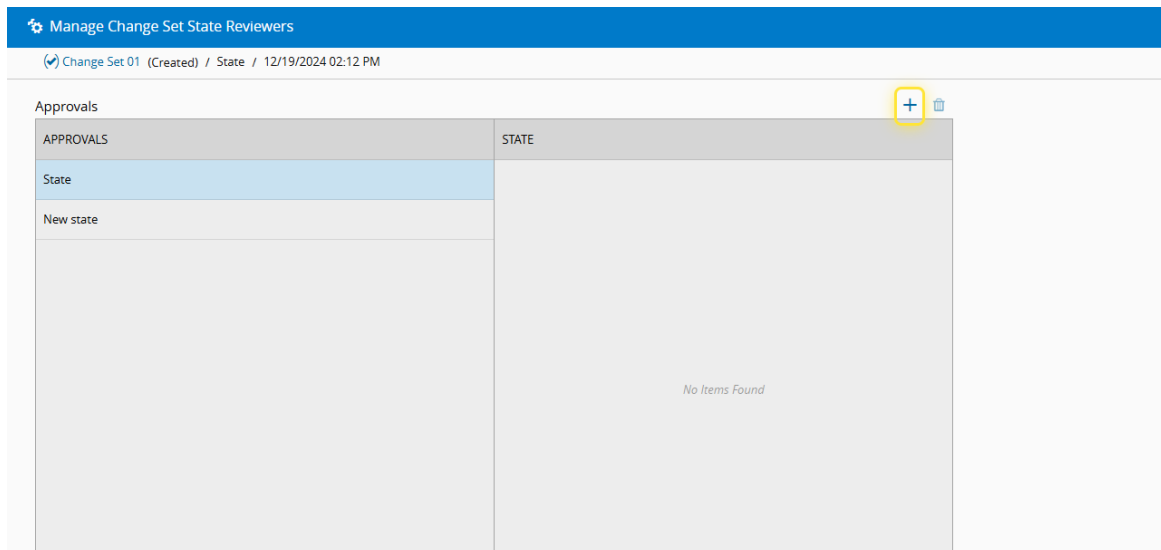 Manage Change Set State Reviewers
Change Set 01 (Created) / State / 12/19/2024 02:12 PM
Approvals
APPROVALS STATE
State
New state
No Items Found